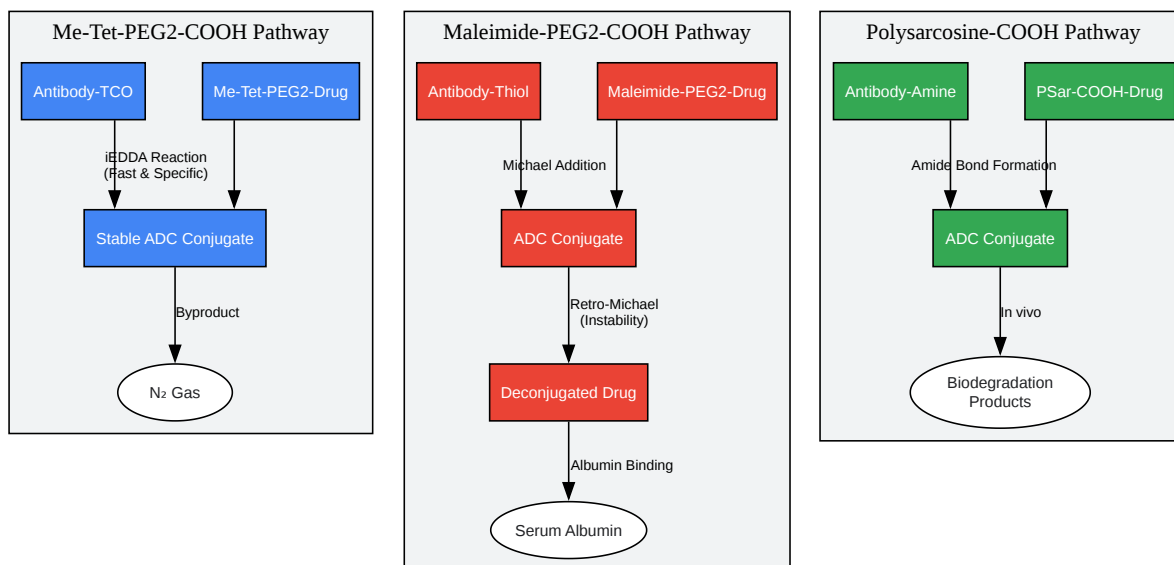 Me-Tet-PEG2-COOH Pathway
Antibody-TCO
Me-Tet-PEG2-Drug
iEDDA Reaction
(Fast & Specific)
Stable ADC Conjugate
Byproduct
N₂ Gas
Maleimide-PEG2-COOH Pathway
Antibody-Thiol
Maleimide-PEG2-Drug
Michael Addition
ADC Conjugate
Retro-Michael
(Instability)
Deconjugated Drug
Albumin Binding
Serum Albumin
Polysarcosine-COOH Pathway
Antibody-Amine
PSar-COOH-Drug
Amide Bond Formation
ADC Conjugate
In vivo
Biodegradation
Products